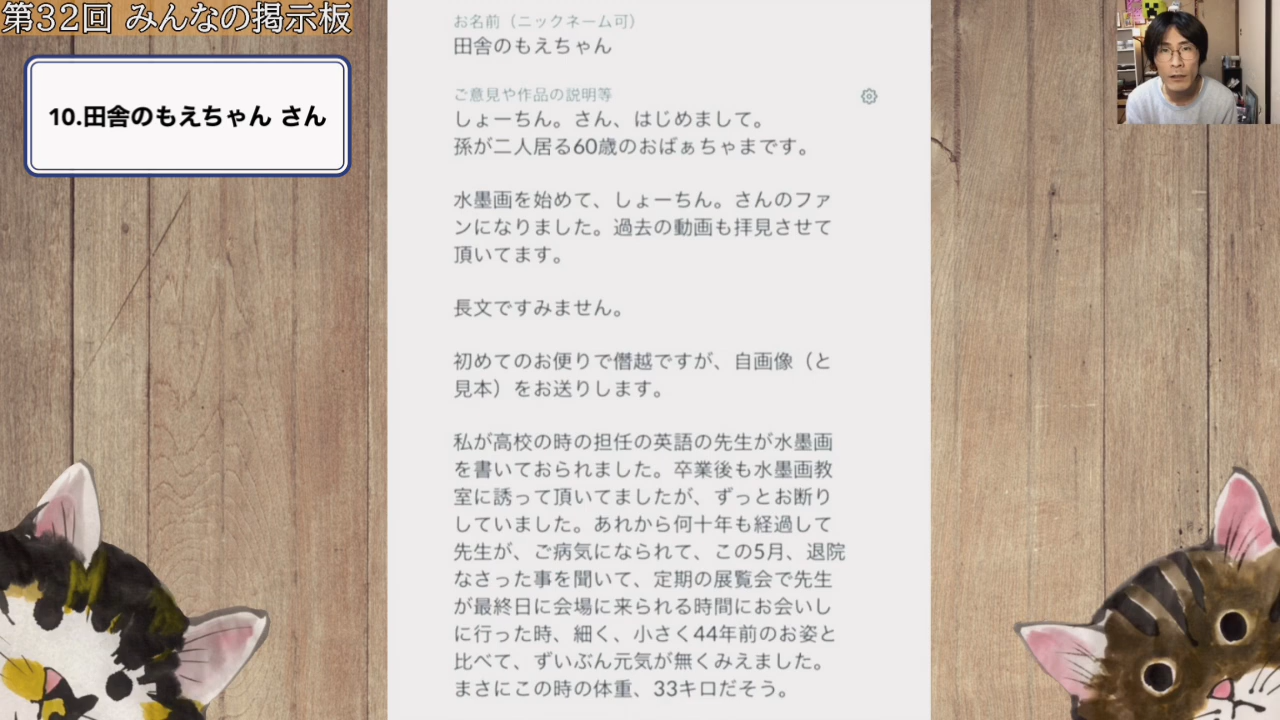 第32回 みんなの掲示板
10.田舎のもえちゃん さん
お名前（ニックネーム可）
田舎のもえちゃん
ご意見や作品の説明等
しょーちん。さん、はじめまして。
孫が二人居る60歳のおばぁちゃまです。
水墨画を始めて、しょーちん。さんのファ
ンになりました。過去の動画も拝見させて
頂いてます。
長文ですみません。
初めてのお便りで僭越ですが、自画像（と
見本）をお送りします。
私が高校の時の担任の英語の先生が水墨画
を書いておられました。卒業後も水墨画教
室に誘って頂いてましたが、ずっとお断り
していました。あれから何十年も経過して
先生が、ご病気になられて、この5月、退院
なさった事を聞いて、定期の展覧会で先生
が最終日に会場に来られる時間にお会いし
に行った時、細く、小さく44年前のお姿と
比べて、ずいぶん元気が無くみえました。
まさにこの時の体重、33キロだそう。